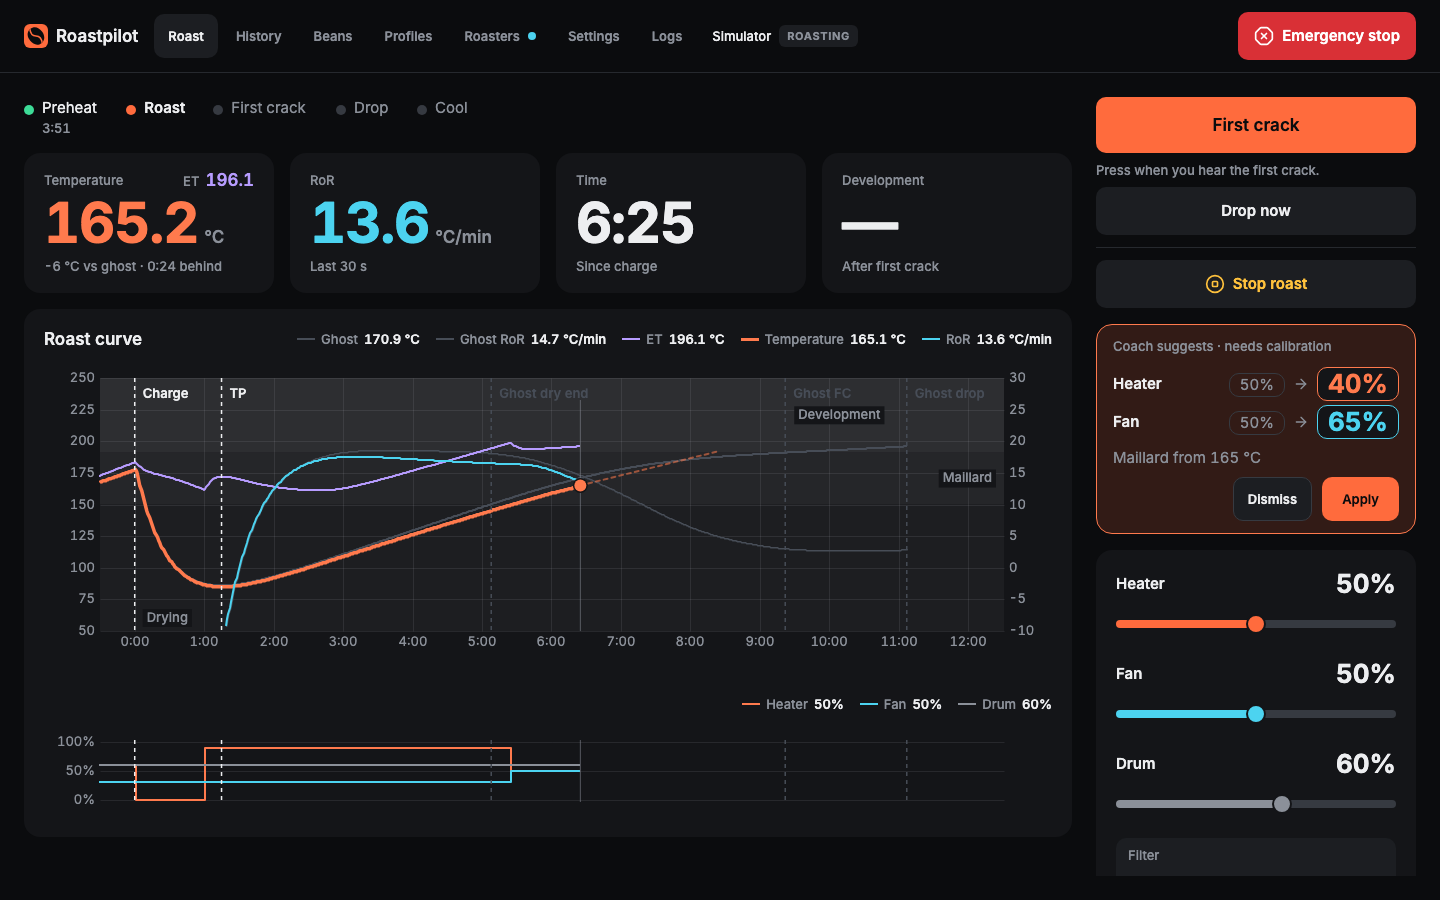 Roastpilot
Roast
History
Beans
Profiles
Roasters
Settings
Logs
Simulator
ROASTING
Emergency stop
Preheat
3:51
Roast
First crack
Drop
Cool
Temperature
ET 196.1
165.2 °C
-6 °C vs ghost · 0:24 behind
RoR
13.6 °C/min
Last 30 s
Time
6:25
Since charge
Development
—
After first crack
First crack
Press when you hear the first crack.
Drop now
Stop roast
Coach suggests · needs calibration
Heater 50% → 40%
Fan 50% → 65%
Maillard from 165 °C
Dismiss
Apply
Roast curve
Ghost 170.9 °C
Ghost RoR 14.7 °C/min
ET 196.1 °C
Temperature 165.1 °C
RoR 13.6 °C/min
250
225
200
175
150
125
100
75
50
Charge
TP
Ghost dry end
Ghost FC
Ghost drop
Development
Maillard
Drying
30
25
20
15
10
5
0
-5
-10
0:00 1:00 2:00 3:00 4:00 5:00 6:00 7:00 8:00 9:00 10:00 11:00 12:00
Heater 50%
Fan 50%
Drum 60%
100%
50%
0%
Heater 50%
Fan 50%
Drum 60%
Filter